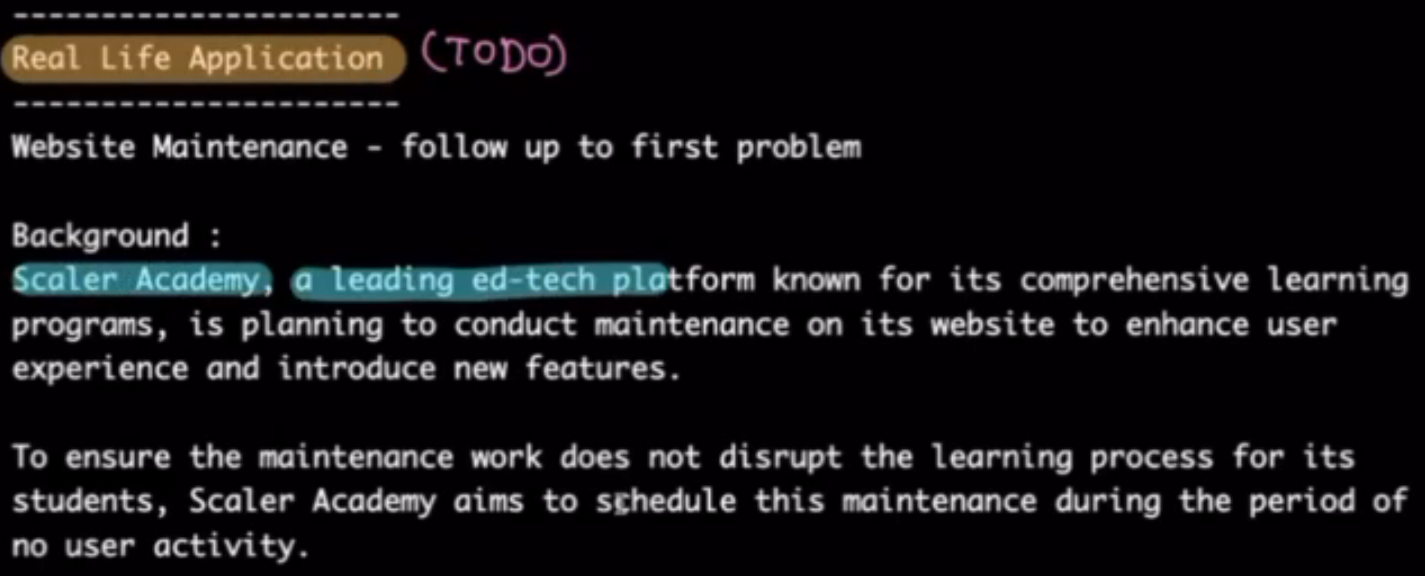 ----------------------
Real Life Application (TODO)
----------------------
Website Maintenance - follow up to first problem
Background :
Scaler Academy, a leading ed-tech platform known for its comprehensive learning
programs, is planning to conduct maintenance on its website to enhance user
experience and introduce new features.
To ensure the maintenance work does not disrupt the learning process for its
students, Scaler Academy aims to schedule this maintenance during the period of
no user activity.